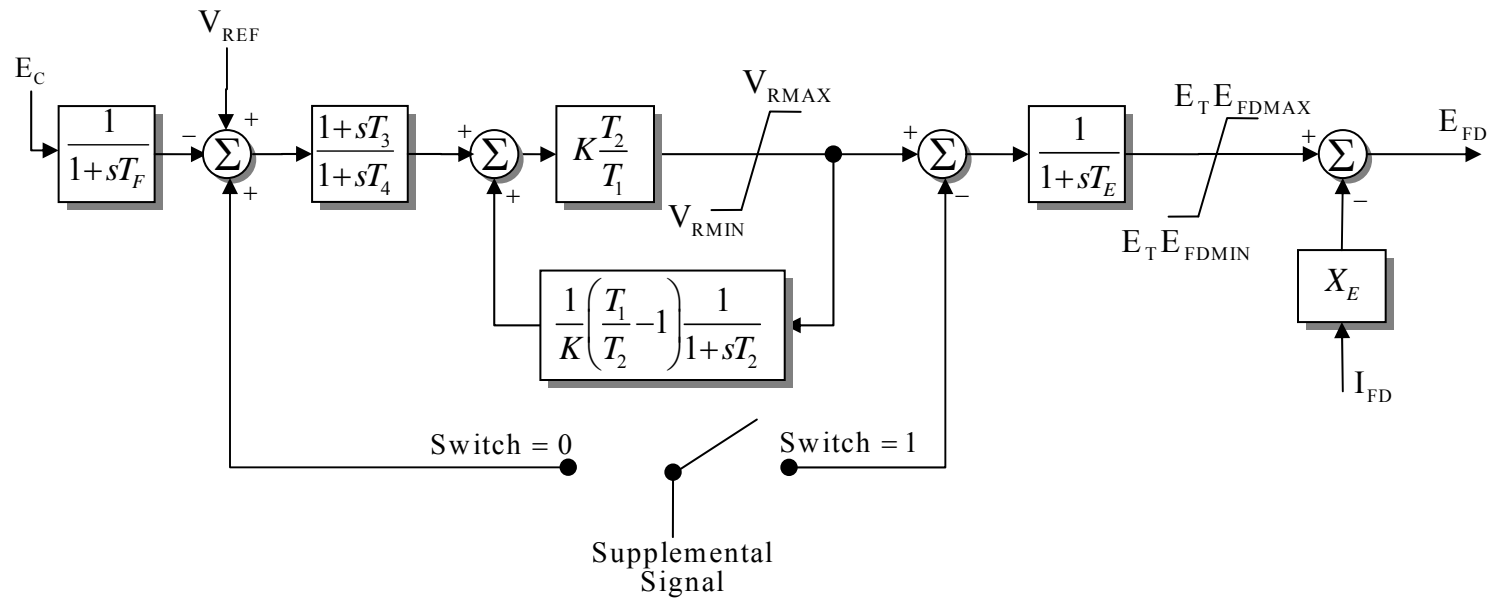 V_REF
E_C
V_RMAX
E_T E_FDMAX
E_FD
1/(1+sT_F)
−
+
+
Σ
(1+sT_3)/(1+sT_4)
+
+
Σ
K T_2/T_1
V_RMIN
+
−
Σ
1/(1+sT_E)
E_T E_FDMIN
+
−
Σ
X_E
1/K (T_1/T_2 −1) 1/(1+sT_2)
I_FD
Switch = 0
Switch = 1
Supplemental
Signal